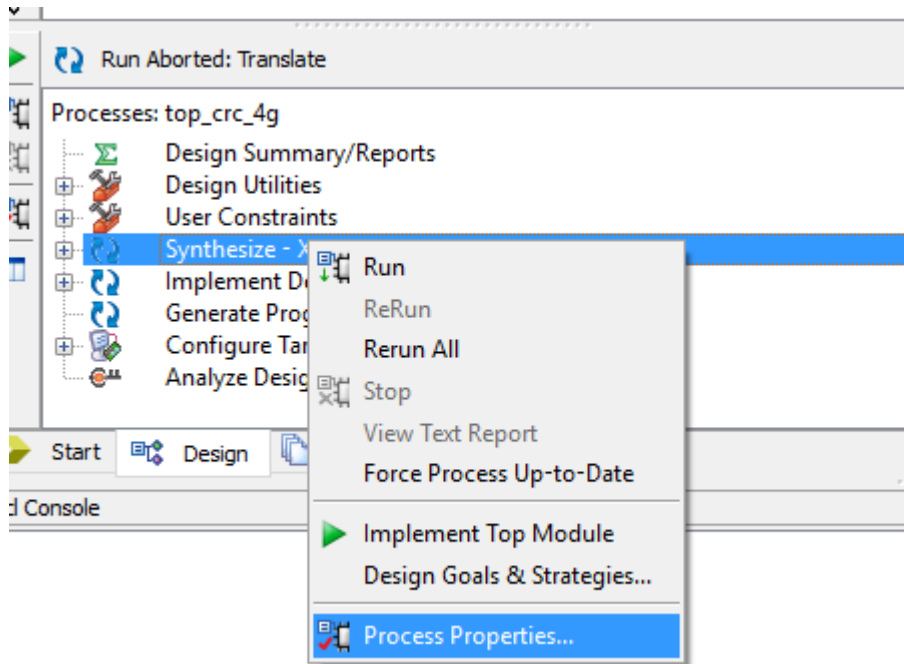 Run Aborted: Translate
Processes: top_crc_4g
Design Summary/Reports
Design Utilities
User Constraints
Synthesize - X
Run
Implement D
ReRun
Generate Prog
Rerun All
Configure Tar
Analyze Desig
Stop
View Text Report
Start Design
Force Process Up-to-Date
d Console
Implement Top Module
Design Goals & Strategies...
Process Properties...